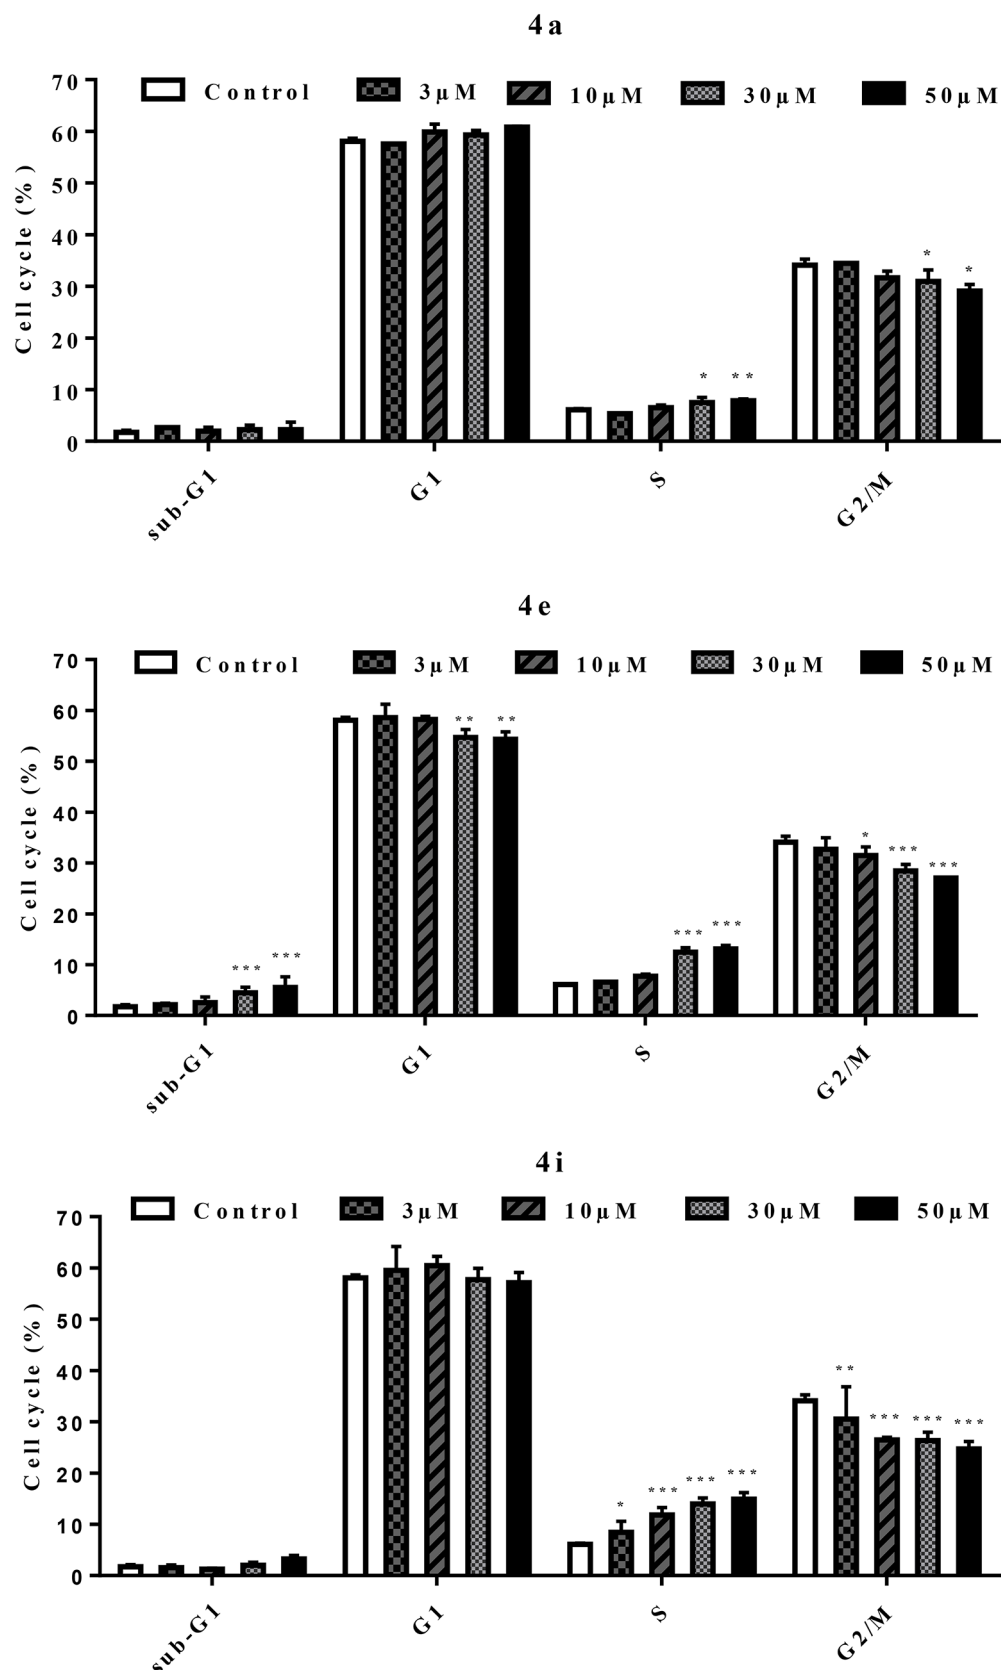 4a
Control 3µM 10µM 30µM 50µM
70
60
50
40
30
20
10
0
Cell cycle (%)
* ** * *
sub-G1 G1 S G2/M
4e
Control 3µM 10µM 30µM 50µM
70
60
50
40
30
20
10
0
Cell cycle (%)
*** *** ** ** *** *** * *** ***
sub-G1 G1 S G2/M
4i
Control 3µM 10µM 30µM 50µM
70
60
50
40
30
20
10
0
Cell cycle (%)
* *** *** *** ** *** *** ***
sub-G1 G1 S G2/M